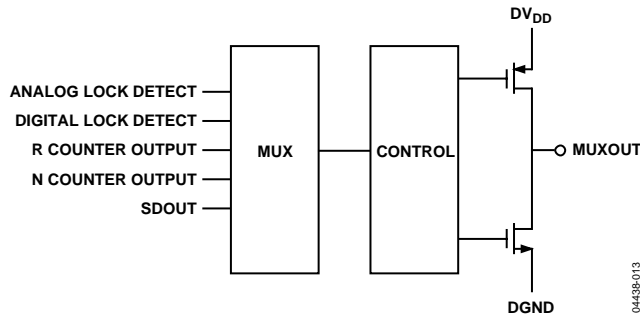 DVDD
ANALOG LOCK DETECT
DIGITAL LOCK DETECT
R COUNTER OUTPUT
N COUNTER OUTPUT
SDOUT
MUX
CONTROL
MUXOUT
DGND
04438-013